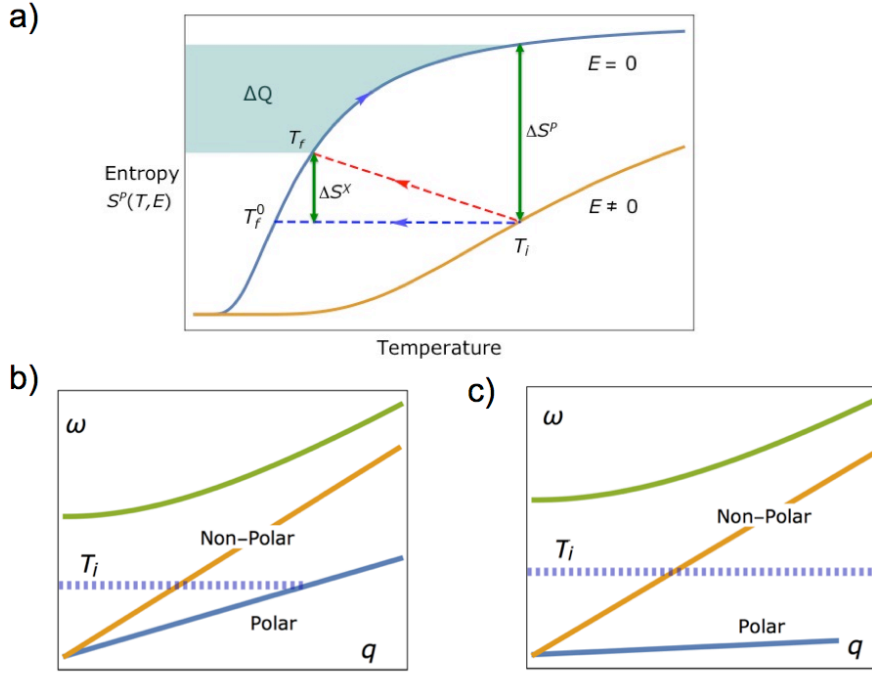 a)
ΔQ
E = 0
T_f
ΔS^P
Entropy
S^P(T,E)
ΔS^X
T_f^0
E ≠ 0
T_i
Temperature
b)
ω
Non-Polar
T_i
Polar
q
c)
ω
Non-Polar
T_i
Polar
q